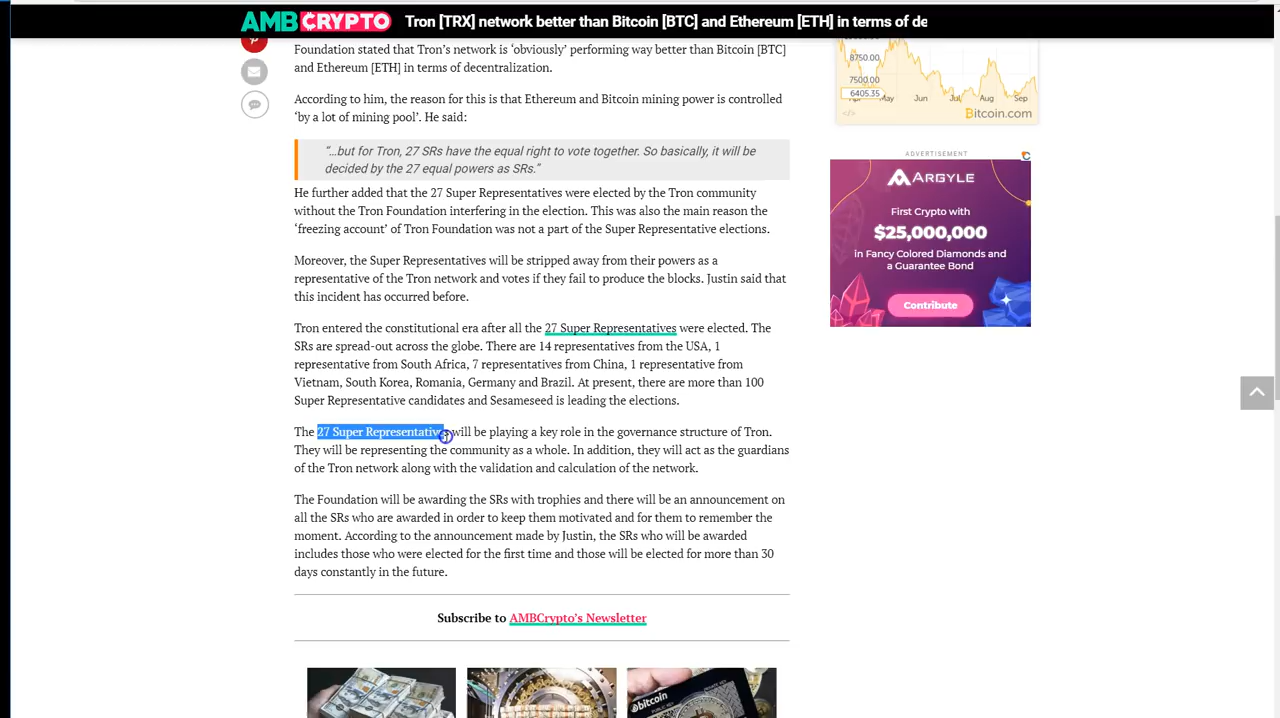 AMBCRYPTO
Tron [TRX] network better than Bitcoin [BTC] and Ethereum [ETH] in terms of de
Foundation stated that Tron's network is ‘obviously’ performing way better than Bitcoin [BTC]
and Ethereum [ETH] in terms of decentralization.
According to him, the reason for this is that Ethereum and Bitcoin mining power is controlled
‘by a lot of mining pool’. He said:
“…but for Tron, 27 SRs have the equal right to vote together. So basically, it will be
decided by the 27 equal powers as SRs.”
He further added that the 27 Super Representatives were elected by the Tron community
without the Tron Foundation interfering in the election. This was also the main reason the
‘freezing account’ of Tron Foundation was not a part of the Super Representative elections.
Moreover, the Super Representatives will be stripped away from their powers as a
representative of the Tron network and votes if they fail to produce the blocks. Justin said that
this incident has occurred before.
Tron entered the constitutional era after all the 27 Super Representatives were elected. The
SRs are spread-out across the globe. There are 14 representatives from the USA, 1
representative from South Africa, 7 representatives from China, 1 representative from
Vietnam, South Korea, Romania, Germany and Brazil. At present, there are more than 100
Super Representative candidates and Sesameseed is leading the elections.
The 27 Super Representatives will be playing a key role in the governance structure of Tron.
They will be representing the community as a whole. In addition, they will act as the guardians
of the Tron network along with the validation and calculation of the network.
The Foundation will be awarding the SRs with trophies and there will be an announcement on
all the SRs who are awarded in order to keep them motivated and for them to remember the
moment. According to the announcement made by Justin, the SRs who will be awarded
includes those who were elected for the first time and those will be elected for more than 30
days constantly in the future.
Subscribe to AMBCrypto's Newsletter
8750.00
7500.00
6405.35
May Jun Jul Aug Sep
Bitcoin.com
ADVERTISEMENT
ARGYLE
First Crypto with
$25,000,000
in Fancy Colored Diamonds and
a Guarantee Bond
Contribute
bitcoin